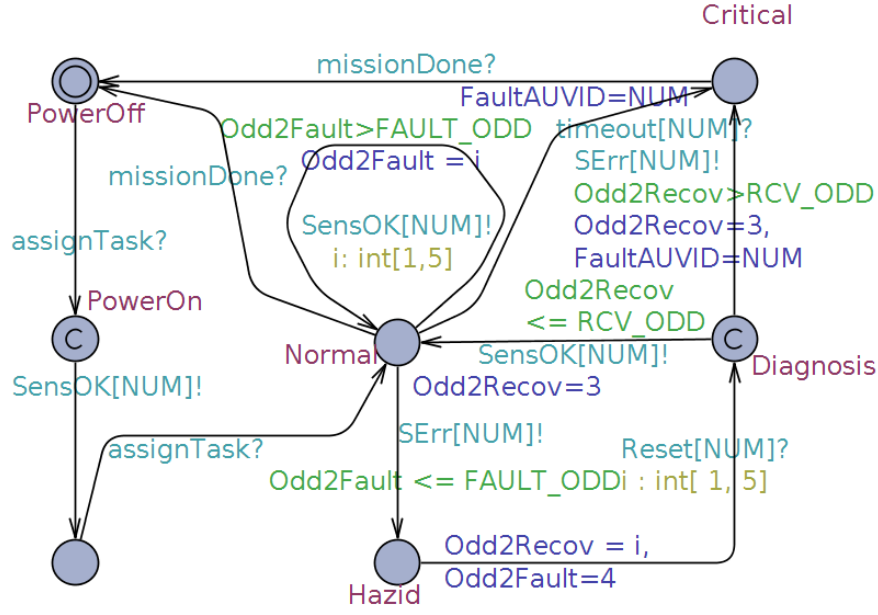 Critical
missionDone?
FaultAUVID=NUM
PowerOff
Odd2Fault>FAULT_ODD
timeout[NUM]?
Odd2Fault = i
SErr[NUM]!
missionDone?
Odd2Recov>RCV_ODD
SensOK[NUM]!
Odd2Recov=3,
assignTask?
i: int[1,5]
FaultAUVID=NUM
PowerOn
Odd2Recov
<= RCV_ODD
C
C
Normal
SensOK[NUM]!
Diagnosis
SensOK[NUM]!
Odd2Recov=3
SErr[NUM]!
assignTask?
Reset[NUM]?
Odd2Fault <= FAULT_ODD
i : int[ 1, 5]
Odd2Recov = i,
Odd2Fault=4
Hazid